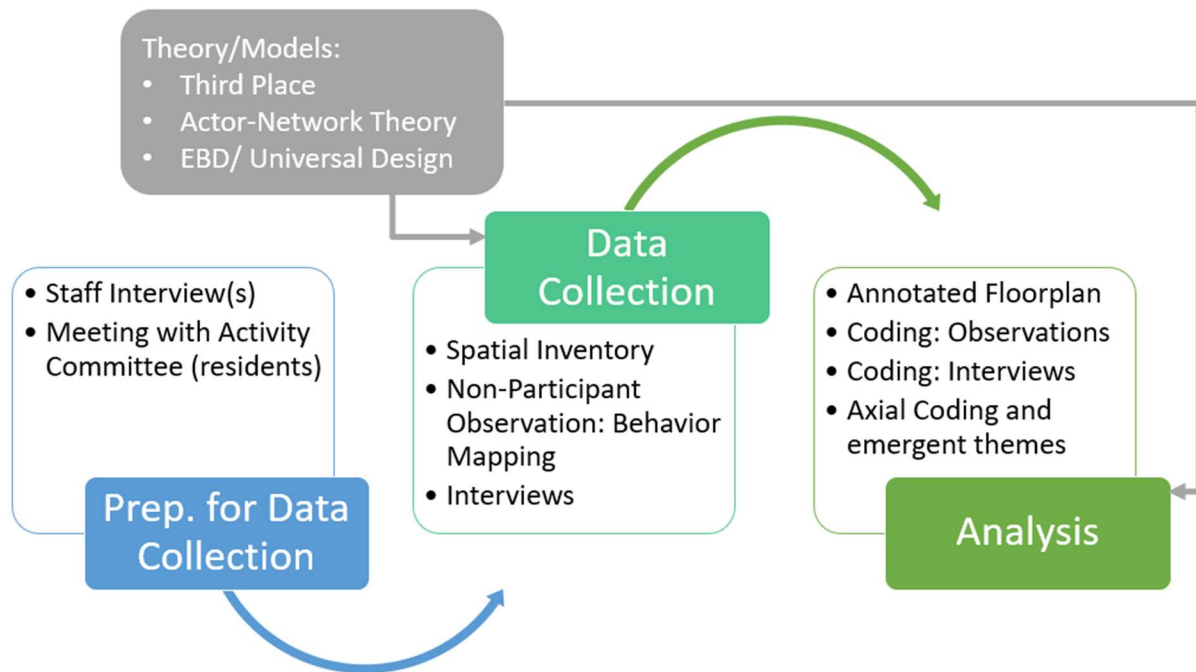 Theory/Models:
• Third Place
• Actor-Network Theory
• EBD/ Universal Design
• Staff Interview(s)
• Meeting with Activity
Committee (residents)
Prep. for Data
Collection
Data
Collection
• Spatial Inventory
• Non-Participant
Observation: Behavior
Mapping
• Interviews
• Annotated Floorplan
• Coding: Observations
• Coding: Interviews
• Axial Coding and
emergent themes
Analysis